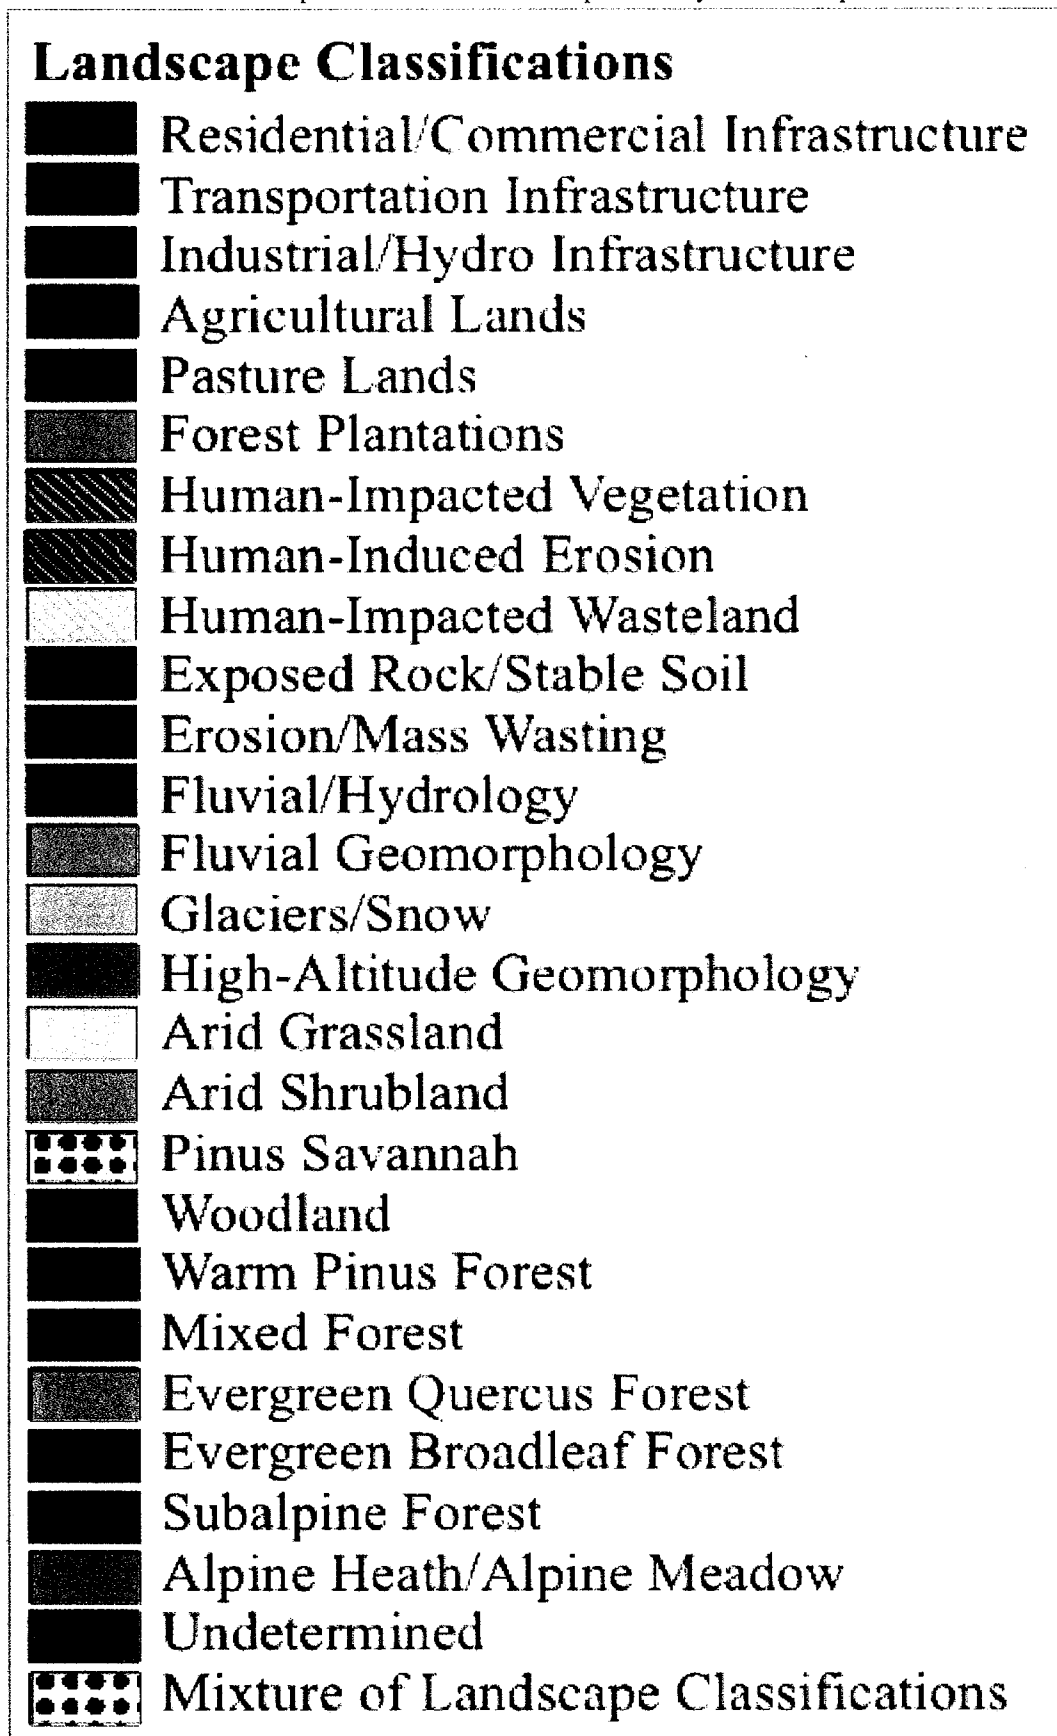 Landscape Classifications
Residential/Commercial Infrastructure
Transportation Infrastructure
Industrial/Hydro Infrastructure
Agricultural Lands
Pasture Lands
Forest Plantations
Human-Impacted Vegetation
Human-Induced Erosion
Human-Impacted Wasteland
Exposed Rock/Stable Soil
Erosion/Mass Wasting
Fluvial/Hydrology
Fluvial Geomorphology
Glaciers/Snow
High-Altitude Geomorphology
Arid Grassland
Arid Shrubland
Pinus Savannah
Woodland
Warm Pinus Forest
Mixed Forest
Evergreen Quercus Forest
Evergreen Broadleaf Forest
Subalpine Forest
Alpine Heath/Alpine Meadow
Undetermined
Mixture of Landscape Classifications